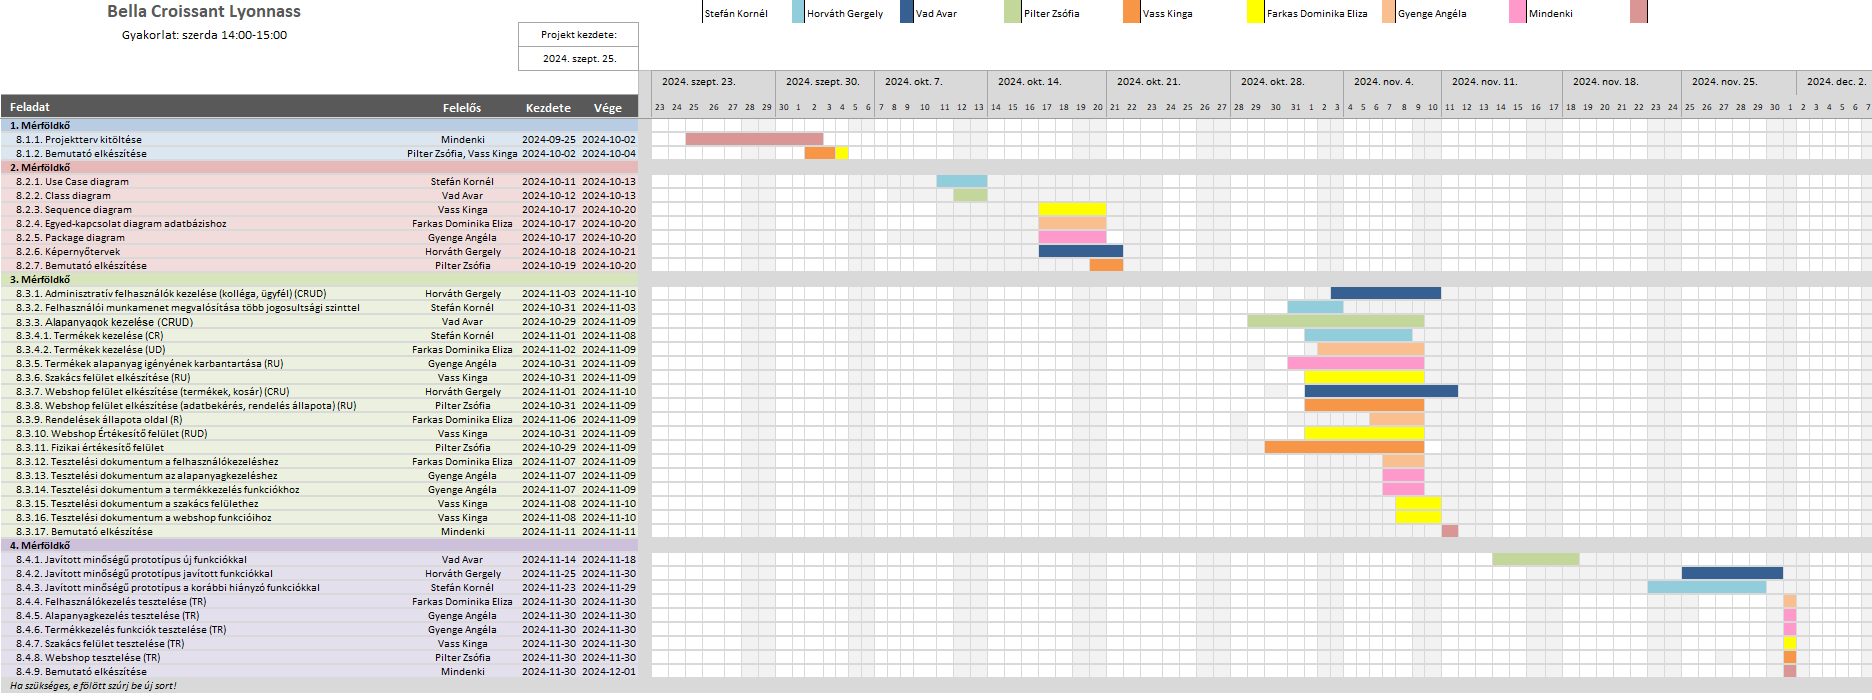 Bella Croissant Lyonnass
Gyakorlat: szerda 14:00-15:00
Stefán Kornél Horváth Gergely Vad Avar Pilter Zsófia Vass Kinga Farkas Dominika Eliza Gyenge Angéla Mindenki
Projekt kezdete:
2024. szept. 25.
2024. szept. 23. 2024. szept. 30. 2024. okt. 7. 2024. okt. 14. 2024. okt. 21. 2024. okt. 28. 2024. nov. 4. 2024. nov. 11. 2024. nov. 18. 2024. nov. 25. 2024. dec. 2.
Feladat Felelős Kezdete Vége
23 24 25 26 27 28 29 30 1 2 3 4 5 6 7 8 9 10 11 12 13 14 15 16 17 18 19 20 21 22 23 24 25 26 27 28 29 30 31 1 2 3 4 5 6 7 8 9 10 11 12 13 14 15 16 17 18 19 20 21 22 23 24 25 26 27 28 29 30 1 2 3 4 5 6 7
1. Mérföldkő
8.1.1. Projektterv kitöltése Mindenki 2024-09-25 2024-10-02
8.1.2. Bemutató elkészítése Pilter Zsófia, Vass Kinga 2024-10-02 2024-10-04
2. Mérföldkő
8.2.1. Use Case diagram Stefán Kornél 2024-10-11 2024-10-13
8.2.2. Class diagram Vad Avar 2024-10-12 2024-10-13
8.2.3. Sequence diagram Vass Kinga 2024-10-17 2024-10-20
8.2.4. Egyed-kapcsolat diagram adatbázishoz Farkas Dominika Eliza 2024-10-17 2024-10-20
8.2.5. Package diagram Gyenge Angéla 2024-10-17 2024-10-20
8.2.6. Képernyőtervek Horváth Gergely 2024-10-18 2024-10-21
8.2.7. Bemutató elkészítése Pilter Zsófia 2024-10-19 2024-10-20
3. Mérföldkő
8.3.1. Adminisztratív felhasználók kezelése (kolléga, ügyfél) (CRUD) Horváth Gergely 2024-11-03 2024-11-10
8.3.2. Felhasználói munkamenet megvalósítása több jogosultsági szinttel Stefán Kornél 2024-10-31 2024-11-03
8.3.3. Alapanyagok kezelése (CRUD) Vad Avar 2024-10-29 2024-11-09
8.3.4.1. Termékek kezelése (CR) Stefán Kornél 2024-11-01 2024-11-08
8.3.4.2. Termékek kezelése (UD) Farkas Dominika Eliza 2024-11-02 2024-11-09
8.3.5. Termékek alapanyag igényének karbantartása (RU) Gyenge Angéla 2024-10-31 2024-11-09
8.3.6. Szakács felület elkészítése (RU) Vass Kinga 2024-10-31 2024-11-09
8.3.7. Webshop felület elkészítése (termékek, kosár) (CRU) Horváth Gergely 2024-11-01 2024-11-10
8.3.8. Webshop felület elkészítése (adatbekérés, rendelés állapota) (RU) Pilter Zsófia 2024-10-31 2024-11-09
8.3.9. Rendelések állapota oldal (R) Farkas Dominika Eliza 2024-11-06 2024-11-09
8.3.10. Webshop Értékesítő felület (RUD) Vass Kinga 2024-10-31 2024-11-09
8.3.11. Fizikai értékesítő felület Pilter Zsófia 2024-10-29 2024-11-09
8.3.12. Tesztelési dokumentum a felhasználókezeléshez Farkas Dominika Eliza 2024-11-07 2024-11-09
8.3.13. Tesztelési dokumentum az alapanyagkezeléshez Gyenge Angéla 2024-11-07 2024-11-09
8.3.14. Tesztelési dokumentum a termékkezelés funkciókhoz Gyenge Angéla 2024-11-07 2024-11-09
8.3.15. Tesztelési dokumentum a szakács felülethez Vass Kinga 2024-11-08 2024-11-10
8.3.16. Tesztelési dokumentum a webshop funkcióihoz Vass Kinga 2024-11-08 2024-11-10
8.3.17. Bemutató elkészítése Mindenki 2024-11-11 2024-11-11
4. Mérföldkő
8.4.1. Javított minőségű prototípus új funkciókkal Vad Avar 2024-11-14 2024-11-18
8.4.2. Javított minőségű prototípus javított funkciókkal Horváth Gergely 2024-11-25 2024-11-30
8.4.3. Javított minőségű prototípus a korábbi hiányzó funkciókkal Stefán Kornél 2024-11-23 2024-11-29
8.4.4. Felhasználókezelés tesztelése (TR) Farkas Dominika Eliza 2024-11-30 2024-11-30
8.4.5. Alapanyagkezelés tesztelése (TR) Gyenge Angéla 2024-11-30 2024-11-30
8.4.6. Termékkezelés funkciók tesztelése (TR) Gyenge Angéla 2024-11-30 2024-11-30
8.4.7. Szakács felület tesztelése (TR) Vass Kinga 2024-11-30 2024-11-30
8.4.8. Webshop tesztelése (TR) Pilter Zsófia 2024-11-30 2024-11-30
8.4.9. Bemutató elkészítése Mindenki 2024-11-30 2024-12-01
Ha szükséges, e fölött szúrj be új sort!